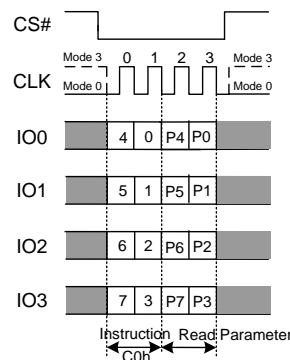 CS#
Mode 3 0 1 2 3 Mode 3
CLK
Mode 0 Mode 0
IO0 4 0 P4 P0
IO1 5 1 P5 P1
IO2 6 2 P6 P2
IO3 7 3 P7 P3
Instruction Read Parameter
C0h